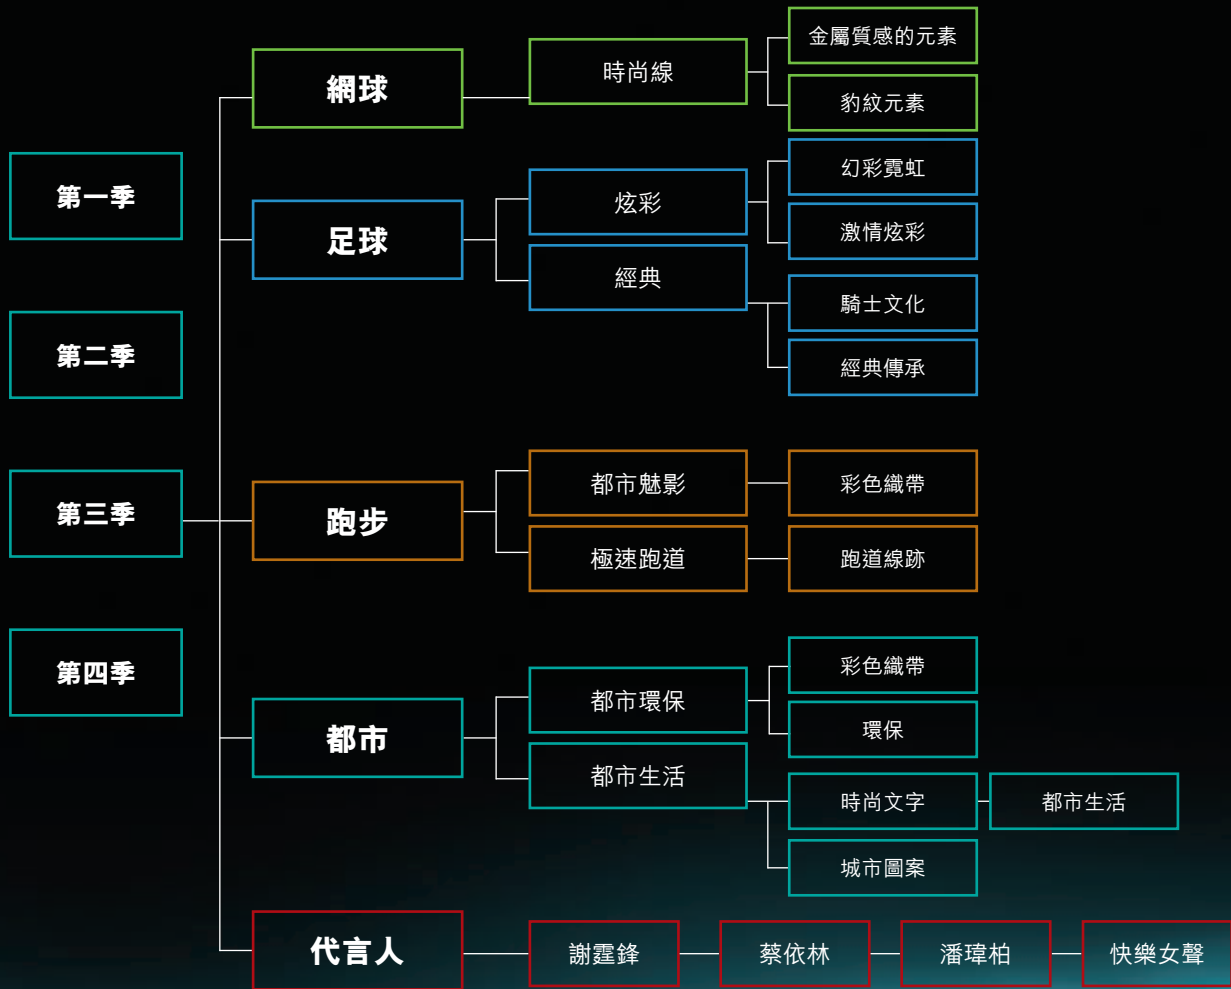 第一季
第二季
第三季
第四季
網球
時尚線
金屬質感的元素
豹紋元素
足球
炫彩
幻彩霓虹
激情炫彩
經典
騎士文化
經典傳承
跑步
都市魅影
彩色織帶
極速跑道
跑道線跡
都市
都市環保
彩色織帶
環保
都市生活
時尚文字
都市生活
城市圖案
代言人
謝霆鋒
蔡依林
潘瑋柏
快樂女聲